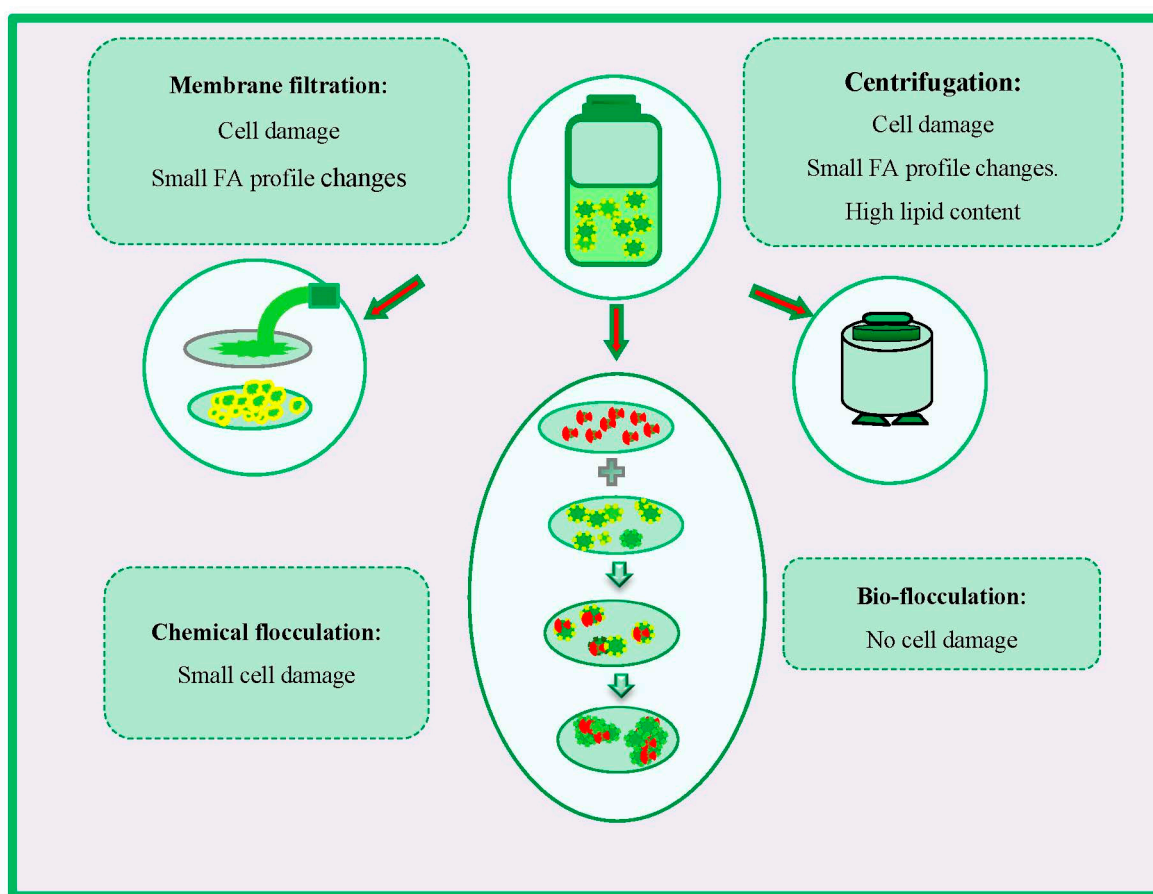 Membrane filtration:
Cell damage
Small FA profile changes
Centrifugation:
Cell damage
Small FA profile changes.
High lipid content
Chemical flocculation:
Small cell damage
Bio-flocculation:
No cell damage